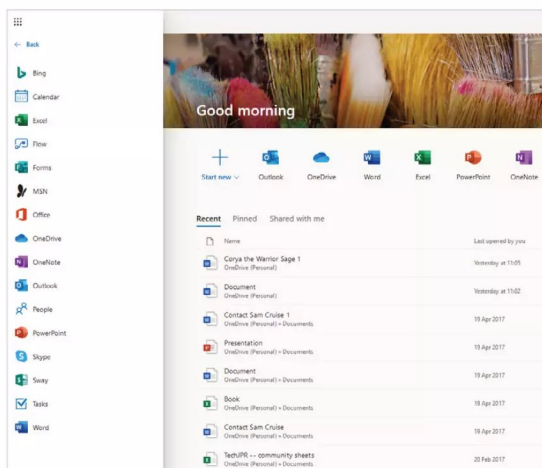 Back
Bing
Calendar
Excel
Flow
Forms
MSN
Office
OneDrive
OneNote
Outlook
People
PowerPoint
Skype
Sway
Tasks
Word
Good morning
Start new
Outlook
OneDrive
Word
Excel
PowerPoint
OneNote
Recent Pinned Shared with me
Name Last opened by you
Corya the Warrior Sage 1
OneDrive (Personal)
Yesterday at 11:05
Document
OneDrive (Personal)
Yesterday at 11:02
Contact Sam Cruise 1
OneDrive (Personal) » Documents
19 Apr 2017
Presentation
OneDrive (Personal) » Documents
19 Apr 2017
Document
OneDrive (Personal) » Documents
19 Apr 2017
Book
OneDrive (Personal) » Documents
18 Apr 2017
Contact Sam Cruise
OneDrive (Personal) » Documents
18 Apr 2017
TechJPR -- community sheets
OneDrive (Personal) » Documents
20 Feb 2017